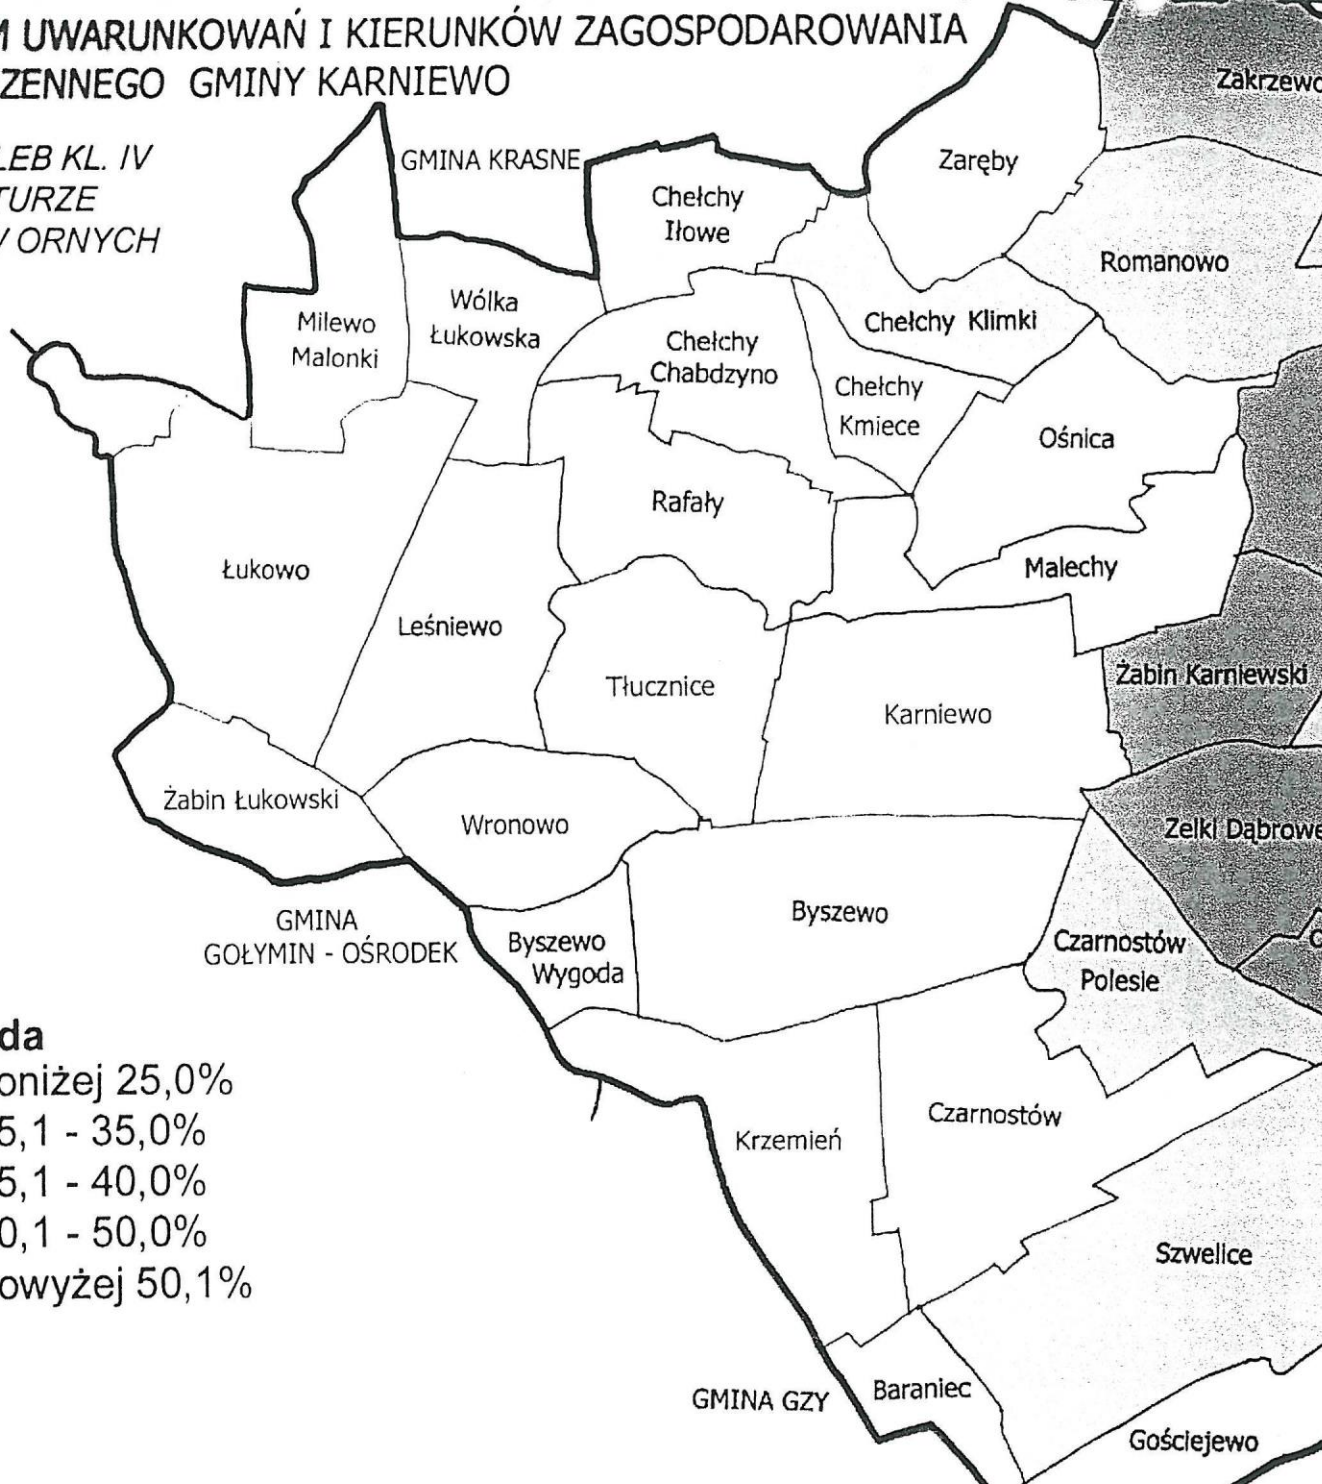 M UWARUNKOWAŃ I KIERUNKÓW ZAGOSPODAROWANIA
ZENNEGO GMINY KARNIEWO
LEB KL. IV
TURZE
W ORNYCH
GMINA KRASNE
Zakrzewo
Zaręby
Chełchy
Iłowe
Romanowo
Wólka
Łukowska
Milewo
Malonki
Chełchy Klimki
Chełchy
Chabdzyno
Chełchy
Kmiece
Ośnica
Rafały
Łukowo
Malechy
Leśniewo
Tłucznice
Żabin Karniewski
Karniewo
Żabin Łukowski
Wronowo
Zelki Dąbrowe
Byszewo
GMINA
GOŁYMIN - OŚRODEK
Byszewo
Wygoda
Czarnostów
Polesie
da
oniżej 25,0%
5,1 - 35,0%
5,1 - 40,0%
0,1 - 50,0%
owyżej 50,1%
Czarnostów
Krzemień
Szwelice
Baraniec
GMINA GZY
Gościejewo